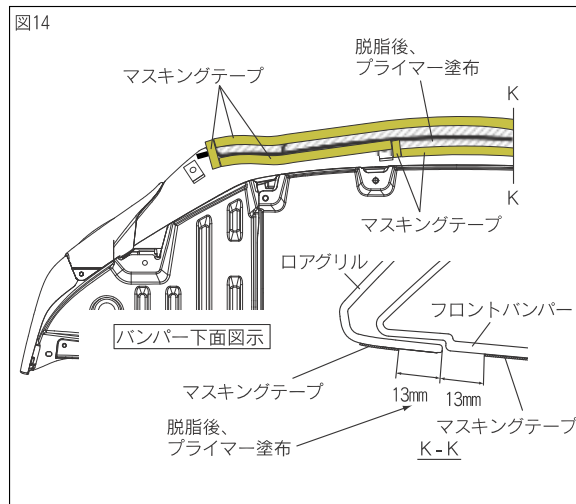 図14
マスキングテープ
脱脂後、
プライマー塗布
K
K
マスキングテープ
ロアグリル
フロントバンパー
バンパー下面図示
マスキングテープ
13mm
13mm
マスキングテープ
脱脂後、
プライマー塗布
K-K